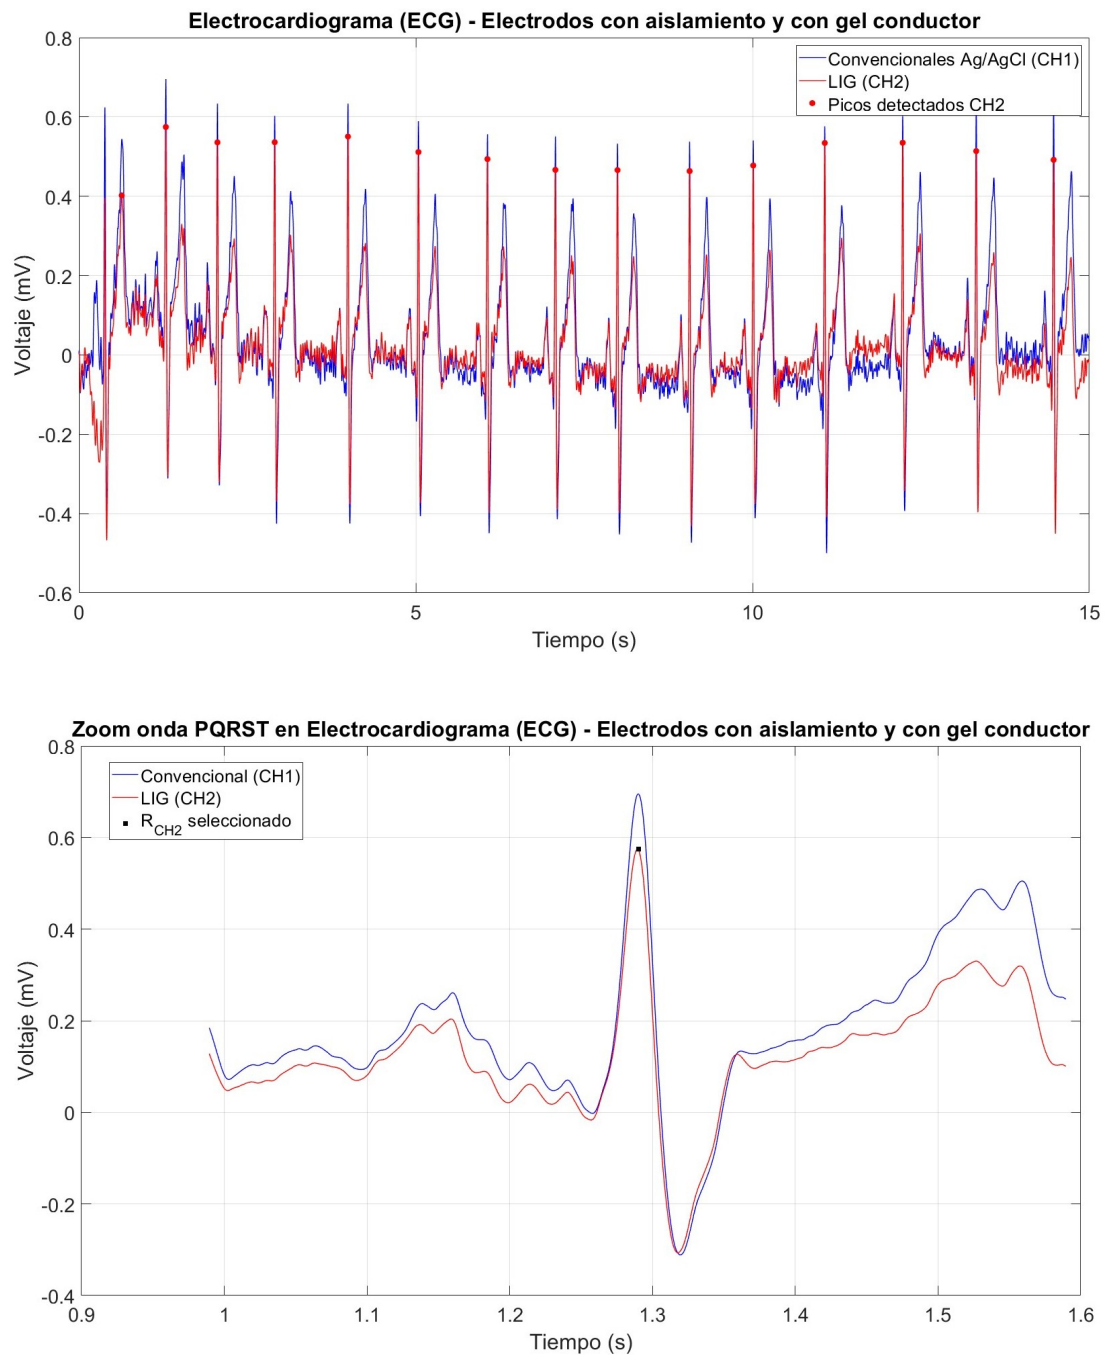 Electrocardiograma (ECG) - Electrodos con aislamiento y con gel conductor
0.8
0.6
0.4
0.2
0
-0.2
-0.4
-0.6
Voltaje (mV)
Convencionales Ag/AgCl (CH1)
LIG (CH2)
Picos detectados CH2
0 5 10 15
Tiempo (s)
Zoom onda PQRST en Electrocardiograma (ECG) - Electrodos con aislamiento y con gel conductor
0.8
0.6
0.4
0.2
0
-0.2
-0.4
Voltaje (mV)
Convencional (CH1)
LIG (CH2)
R_CH2 seleccionado
0.9 1 1.1 1.2 1.3 1.4 1.5 1.6
Tiempo (s)